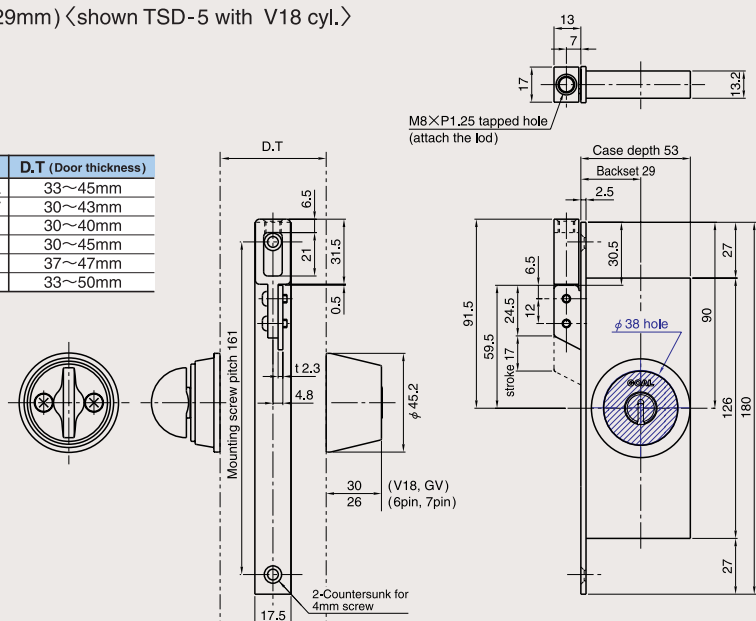 29mm)〈shown TSD-5 with V18 cyl.〉
13
7
17
13.2
M8×P1.25 tapped hole
(attach the lod)
D.T (Door thickness)
33～45mm
30～43mm
30～40mm
30～45mm
37～47mm
33～50mm
D.T
6.5
21
31.5
0.5
Mounting screw pitch 161
t 2.3
4.8
φ 45.2
30 (V18, GV)
26 (6pin, 7pin)
2-Countersunk for
4mm screw
17.5
Case depth 53
Backset 29
2.5
6.5
30.5
27
91.5
59.5
24.5
12
stroke 17
90
φ 38 hole
GOAL
126
180
27